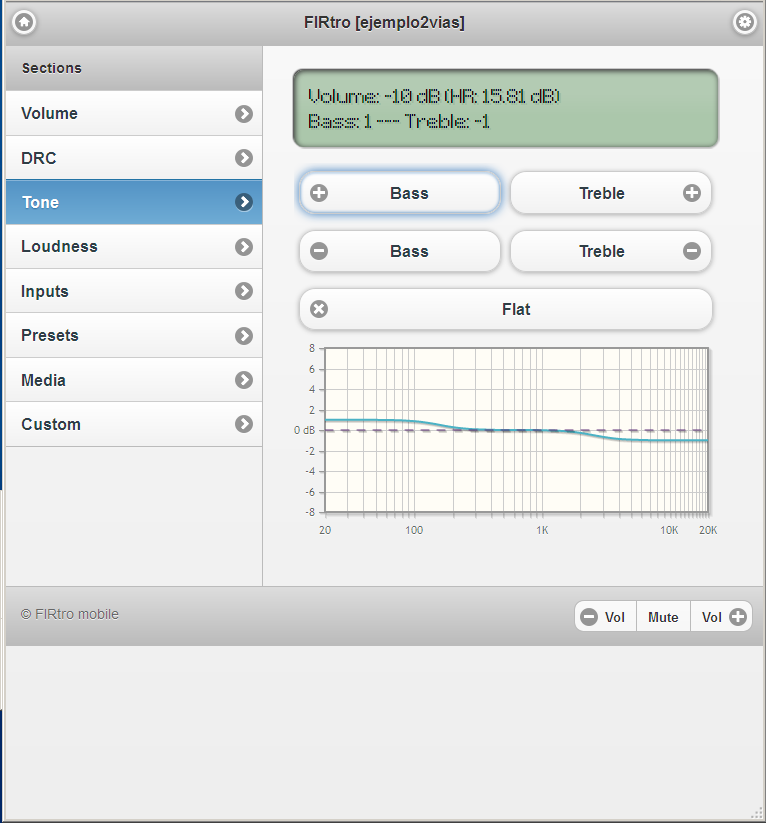 FIRtro [ejemplo2vias]
Sections
Volume
DRC
Tone
Loudness
Inputs
Presets
Media
Custom
Volume: -10 dB (HR: 15.81 dB)
Bass: 1 --- Treble: -1
Bass Treble
Bass Treble
Flat
8
6
4
2
0 dB
-2
-4
-6
-8
20 100 1K 10K 20K
© FIRtro mobile
Vol Mute Vol